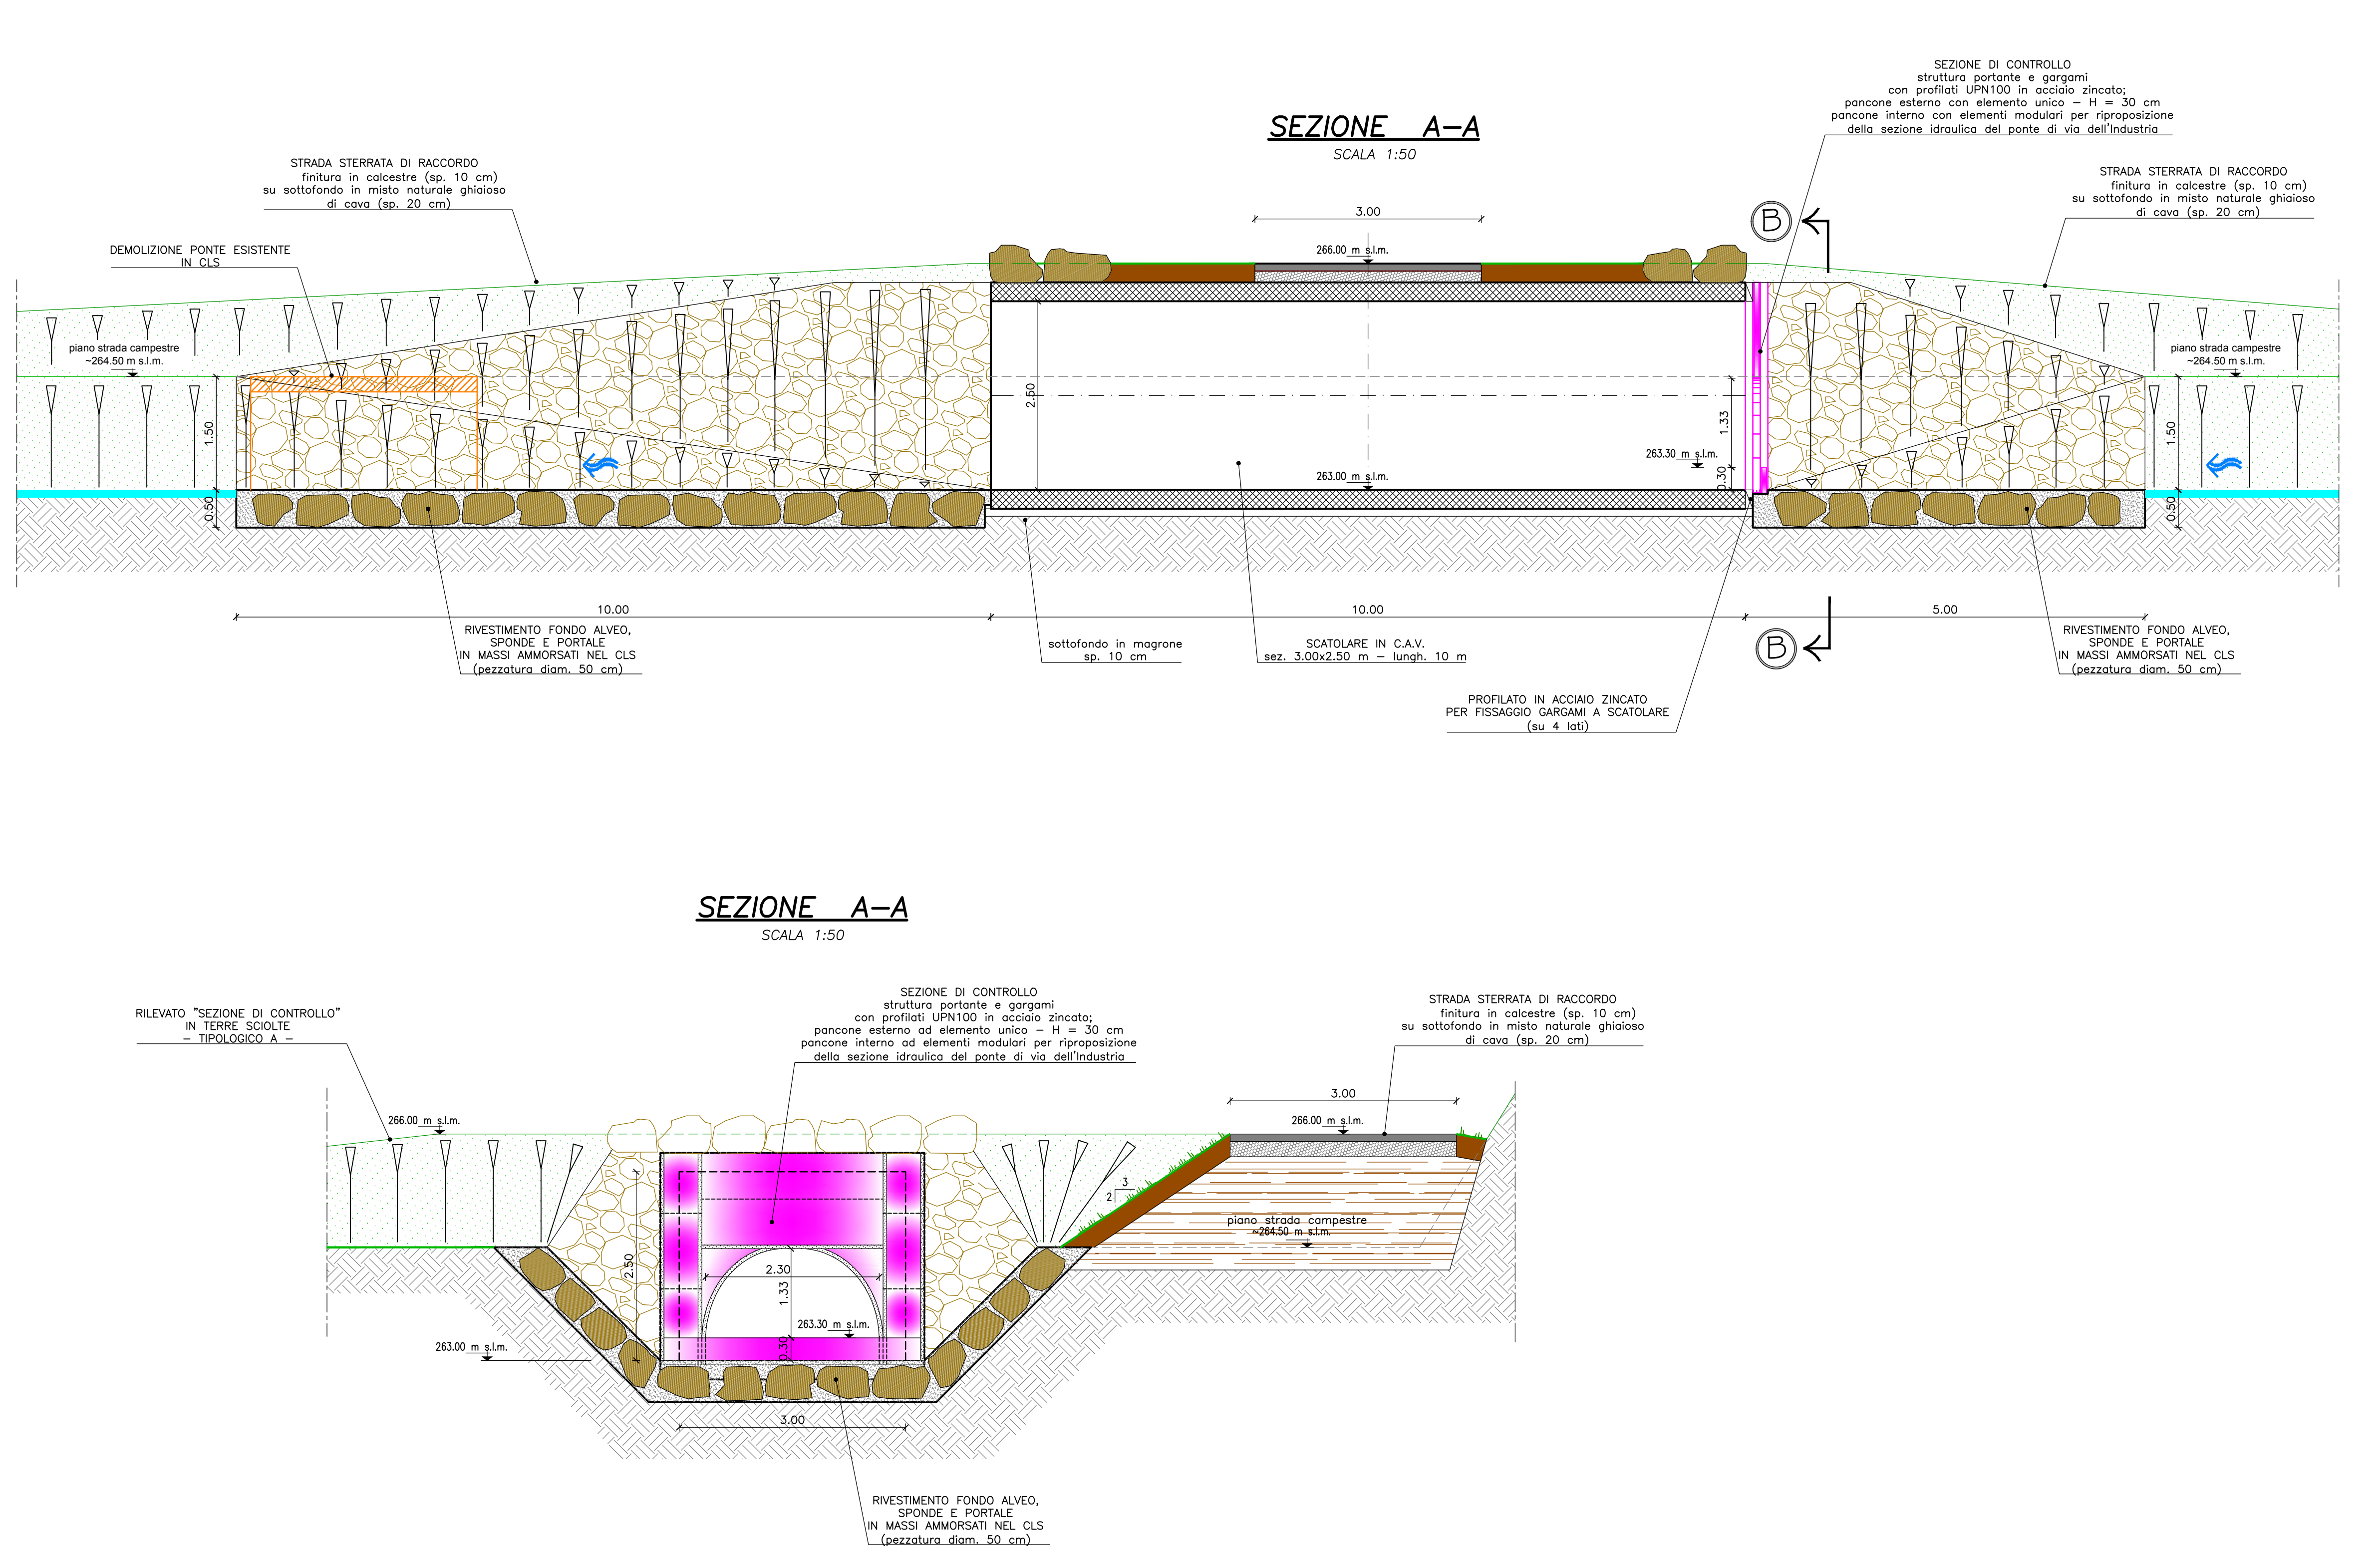 SEZIONE A-A
SCALA 1:50
SEZIONE DI CONTROLLO
struttura portante e gargami
con profilati UPN100 in acciaio zincato;
pancone esterno con elemento unico – H = 30 cm
pancone interno con elementi modulari per riproposizione
della sezione idraulica del ponte di via dell'Industria
STRADA STERRATA DI RACCORDO
finitura in calcestre (sp. 10 cm)
su sottofondo in misto naturale ghiaioso
di cava (sp. 20 cm)
STRADA STERRATA DI RACCORDO
finitura in calcestre (sp. 10 cm)
su sottofondo in misto naturale ghiaioso
di cava (sp. 20 cm)
DEMOLIZIONE PONTE ESISTENTE
IN CLS
3.00
266.00 m s.l.m.
B
piano strada campestre
~264.50 m s.l.m.
piano strada campestre
~264.50 m s.l.m.
1.50
0.50
2.50
263.00 m s.l.m.
263.30 m s.l.m.
1.33
0.30
1.50
0.50
10.00
10.00
5.00
RIVESTIMENTO FONDO ALVEO,
SPONDE E PORTALE
IN MASSI AMMORSATI NEL CLS
(pezzatura diam. 50 cm)
sottofondo in magrone
sp. 10 cm
SCATOLARE IN C.A.V.
sez. 3.00x2.50 m – lungh. 10 m
B
RIVESTIMENTO FONDO ALVEO,
SPONDE E PORTALE
IN MASSI AMMORSATI NEL CLS
(pezzatura diam. 50 cm)
PROFILATO IN ACCIAIO ZINCATO
PER FISSAGGIO GARGAMI A SCATOLARE
(su 4 lati)
SEZIONE A-A
SCALA 1:50
SEZIONE DI CONTROLLO
struttura portante e gargami
con profilati UPN100 in acciaio zincato;
pancone esterno ad elemento unico – H = 30 cm
pancone interno ad elementi modulari per riproposizione
della sezione idraulica del ponte di via dell'Industria
RILEVATO "SEZIONE DI CONTROLLO"
IN TERRE SCIOLTE
– TIPOLOGICO A –
STRADA STERRATA DI RACCORDO
finitura in calcestre (sp. 10 cm)
su sottofondo in misto naturale ghiaioso
di cava (sp. 20 cm)
3.00
266.00 m s.l.m.
266.00 m s.l.m.
3
2
piano strada campestre
~264.50 m s.l.m.
2.50
2.30
1.33
263.30 m s.l.m.
0.30
263.00 m s.l.m.
3.00
RIVESTIMENTO FONDO ALVEO,
SPONDE E PORTALE
IN MASSI AMMORSATI NEL CLS
(pezzatura diam. 50 cm)